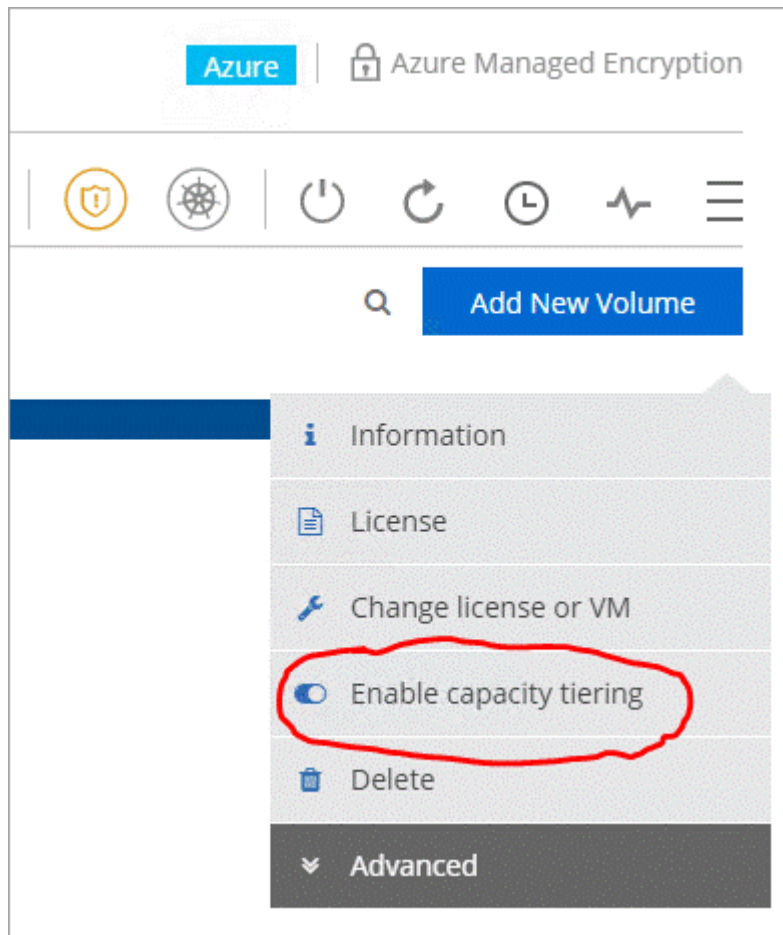 Azure
Azure Managed Encryption
Add New Volume
Information
License
Change license or VM
Enable capacity tiering
Delete
Advanced